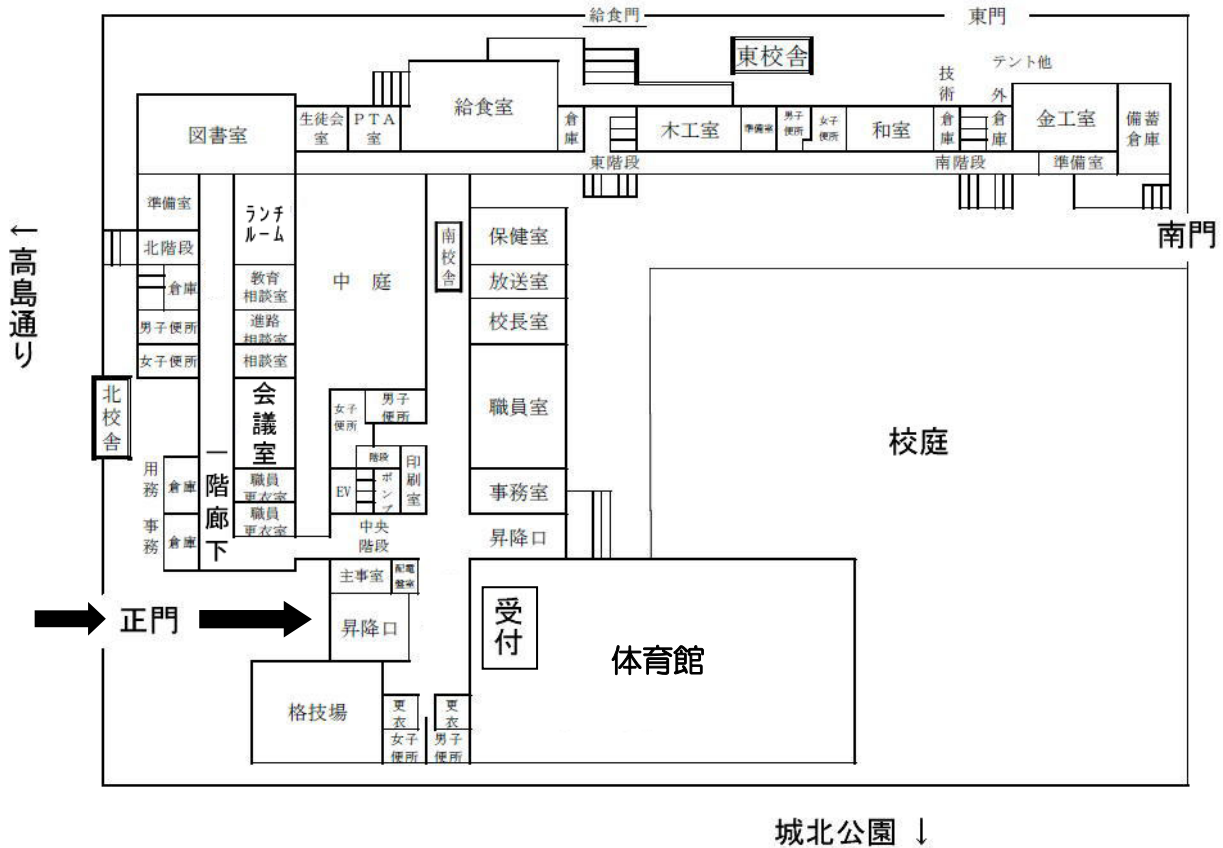 給食門
東門
東校舎
テント他
技術
外
図書室
生徒会
室
PTA
室
給食室
倉庫
木工室
準備室
男子
便所
女子
便所
和室
倉庫
倉庫
金工室
備蓄
倉庫
東階段
南階段
準備室
南門
←高島通り
準備室
ランチ
ルーム
北階段
倉庫
教育
相談室
男子便所
進路
相談室
女子便所
相談室
北校舎
会議室
用務
倉庫
職員
更衣室
事務
倉庫
職員
更衣室
一階廊下
中庭
南校舎
保健室
放送室
校長室
職員室
事務室
昇降口
女子
便所
男子
便所
階段
印刷室
EV
ポンプ
中央
階段
校庭
主事室
配電
盤室
正門
昇降口
受付
体育館
格技場
更衣
女子
便所
更衣
男子
便所
城北公園 ↓